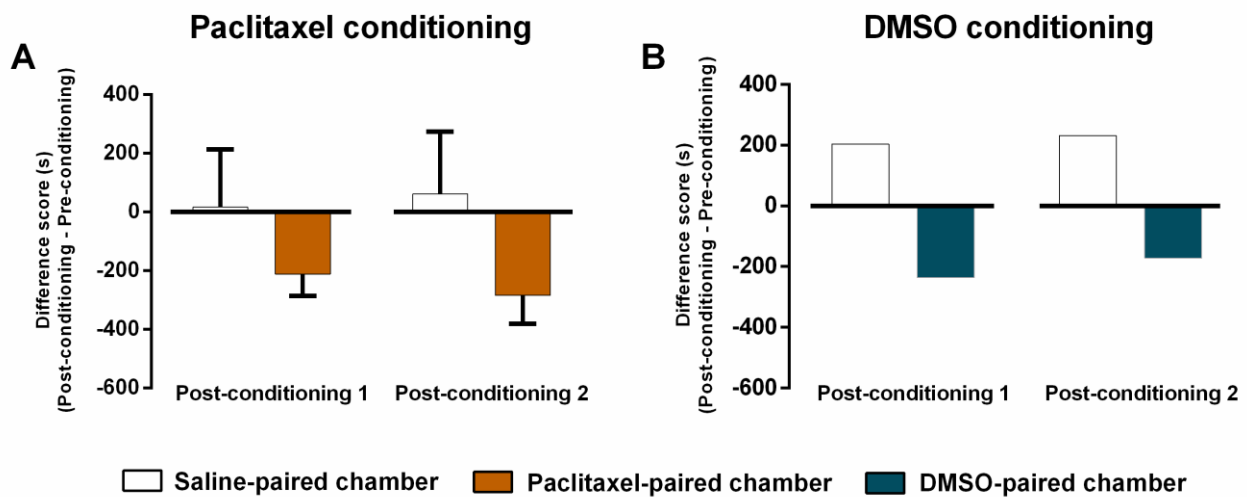 Paclitaxel conditioning
A
Difference score (s)
(Post-conditioning - Pre-conditioning)
400
200
0
-200
-400
-600
Post-conditioning 1
Post-conditioning 2
DMSO conditioning
B
Difference score (s)
(Post-conditioning - Pre-conditioning)
400
200
0
-200
-400
-600
Post-conditioning 1
Post-conditioning 2
Saline-paired chamber
Paclitaxel-paired chamber
DMSO-paired chamber